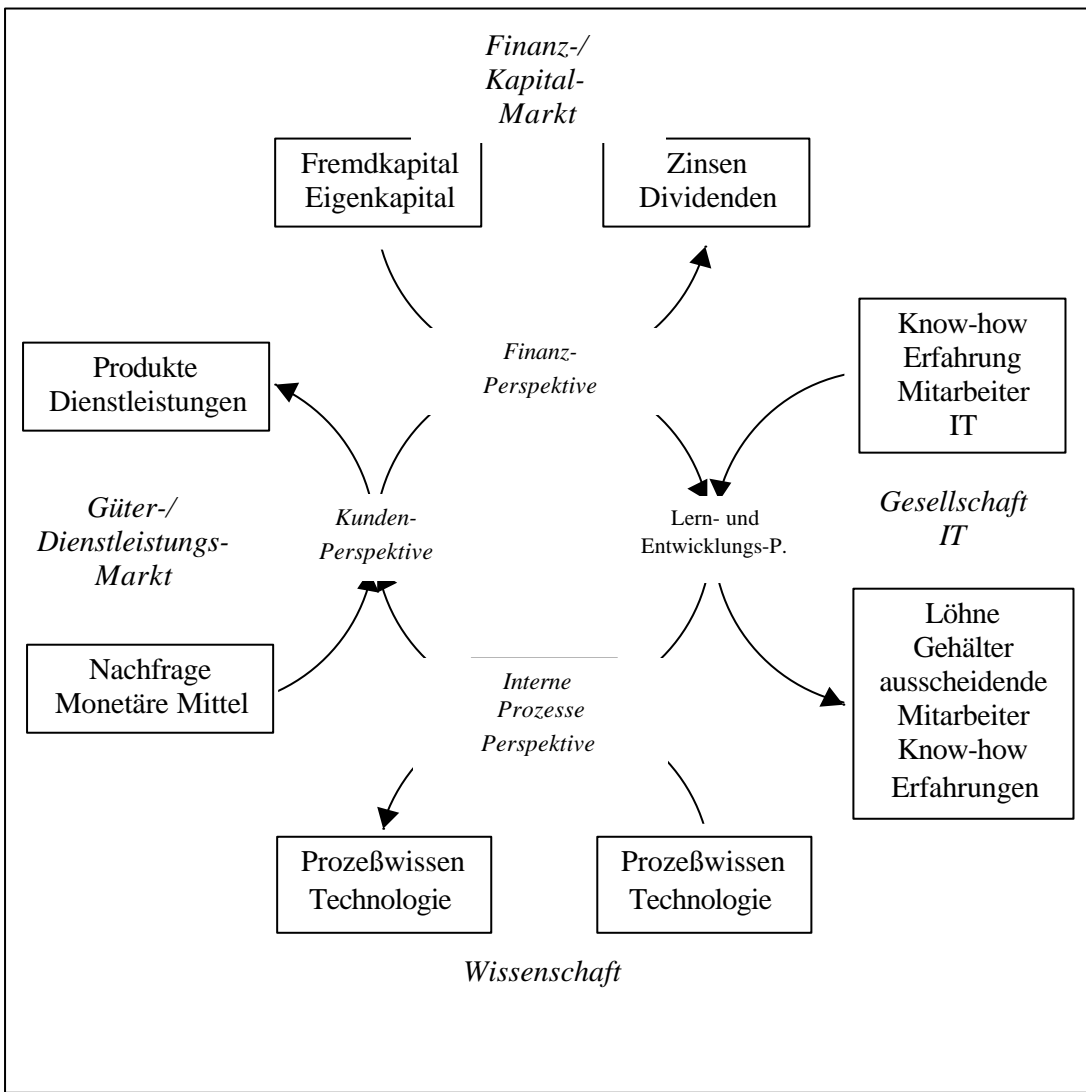 Finanz-/
Kapital-
Markt
Fremdkapital
Eigenkapital
Zinsen
Dividenden
Produkte
Dienstleistungen
Finanz-
Perspektive
Know-how
Erfahrung
Mitarbeiter
IT
Güter-/
Dienstleistungs-
Markt
Kunden-
Perspektive
Lern- und
Entwicklungs-P.
Gesellschaft
IT
Nachfrage
Monetäre Mittel
Interne
Prozesse
Perspektive
Löhne
Gehälter
ausscheidende
Mitarbeiter
Know-how
Erfahrungen
Prozeßwissen
Technologie
Prozeßwissen
Technologie
Wissenschaft